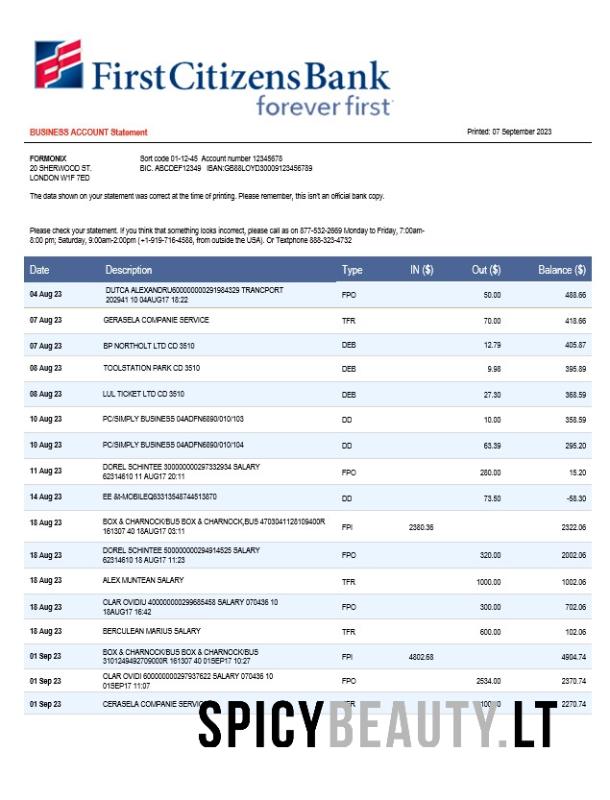 First Citizens Bank
forever first
BUSINESS ACCOUNT Statement
Printed: 07 September 2023
FORMONIX
Sort code 01-12-45 Account number 12345678
20 SHERWOOD ST.
BIC. ABCDEF12349 IBAN:GB88LOYD30009123456789
LONDON W1F 7ED
The data shown on your statement was correct at the time of printing. Please remember, this isn't an official bank copy.
Please check your statement. If you think that something looks incorrect, please call as on 877-532-2669 Monday to Friday, 7:00am-
8:00 pm; Saturday, 9:00am-2:00pm (+1-919-716-4588, from outside the USA). Or Textphone 888-323-4732
Date Description Type IN ($) Out ($) Balance ($)
04 Aug 23 DUTCA ALEXANDRU600000000291984329 TRANCPORT FPO 50.00 488.66
202941 10 04AUG17 18:22
07 Aug 23 GERASELA COMPANIE SERVICE TFR 70.00 418.66
07 Aug 23 BP NORTHOLT LTD CD 3510 DEB 12.79 405.87
08 Aug 23 TOOLSTATION PARK CD 3510 DEB 9.98 395.89
08 Aug 23 LUL TICKET LTD CD 3510 DEB 27.30 368.59
10 Aug 23 PC/SIMPLY BUSINESS 04ADFN6890/010/103 DD 10.00 358.59
10 Aug 23 PC/SIMPLY BUSINESS 04ADFN6890/010/104 DD 63.39 295.20
11 Aug 23 DOREL SCHINTEE 300000000297332934 SALARY FPO 280.00 15.20
62314610 11 AUG17 20:11
14 Aug 23 EE &t-MOBILEQ63313548744513870 DD 73.50 -58.30
18 Aug 23 BOX & CHARNOCK/BU5 BOX & CHARNOCK,BU5 4703041128109400R FPI 2380.36 2322.06
161307 40 18AUG17 03:11
18 Aug 23 DOREL SCHINTEE 500000000294914525 SALARY FPO 320.00 2002.06
62314610 18 AUG17 11:23
18 Aug 23 ALEX MUNTEAN SALARY TFR 1000.00 1002.06
18 Aug 23 OLAR OVIDIU 400000000299685458 SALARY 070436 10 FPO 300.00 702.06
18AUG17 16:42
18 Aug 23 BERCULEAN MARIUS SALARY TFR 600.00 102.06
01 Sep 23 BOX & CHARNOCK/BU5 BOX & CHARNOCK/BU5 FPI 4802.68 4904.74
3101249492709000R 161307 40 01SEP17 10:27
01 Sep 23 OLAR OVIDI 600000000297937622 SALARY 070436 10 FPO 2534.00 2370.74
01SEP17 11:07
01 Sep 23 CERASELA COMPANIE 2270.74
SPICYBEAUTY.LT